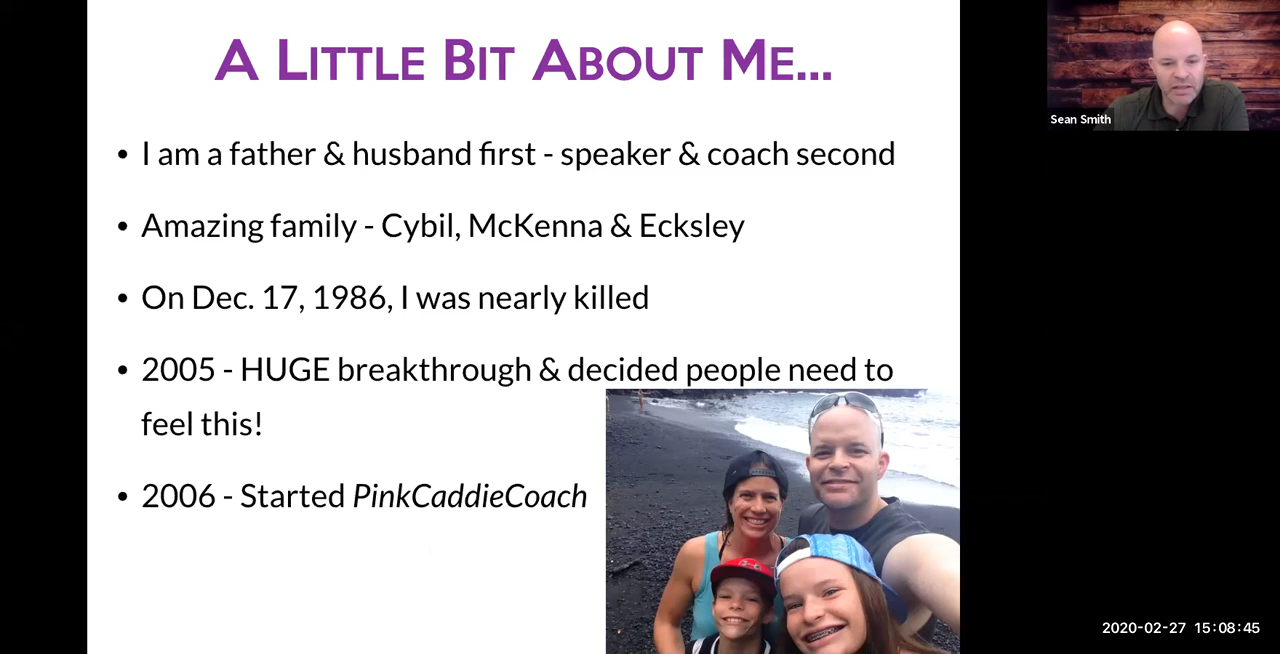 A LITTLE BIT ABOUT ME...
• I am a father & husband first - speaker & coach second
• Amazing family - Cybil, McKenna & Ecksley
• On Dec. 17, 1986, I was nearly killed
• 2005 - HUGE breakthrough & decided people need to
feel this!
• 2006 - Started PinkCaddieCoach
Sean Smith
2020-02-27 15:08:45